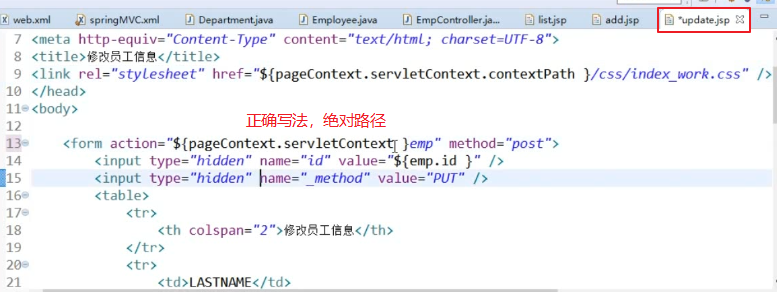 web.xml springMVC.xml Department.java Employee.java EmpController.ja... list.jsp add.jsp *update.jsp
7 <meta http-equiv="Content-Type" content="text/html; charset=UTF-8">
8 <title>修改员工信息</title>
9 <link rel="stylesheet" href="${pageContext.servletContext.contextPath }/css/index_work.css" />
10 </head>
11 <body>
正确写法，绝对路径
12
13 <form action="${pageContext.servletContext }emp" method="post">
14 <input type="hidden" name="id" value="${emp.id }" />
15 <input type="hidden" name="_method" value="PUT" />
16 <table>
17 <tr>
18 <th colspan="2">修改员工信息</th>
19 </tr>
20 <tr>
21 <td>LASTNAME</td>